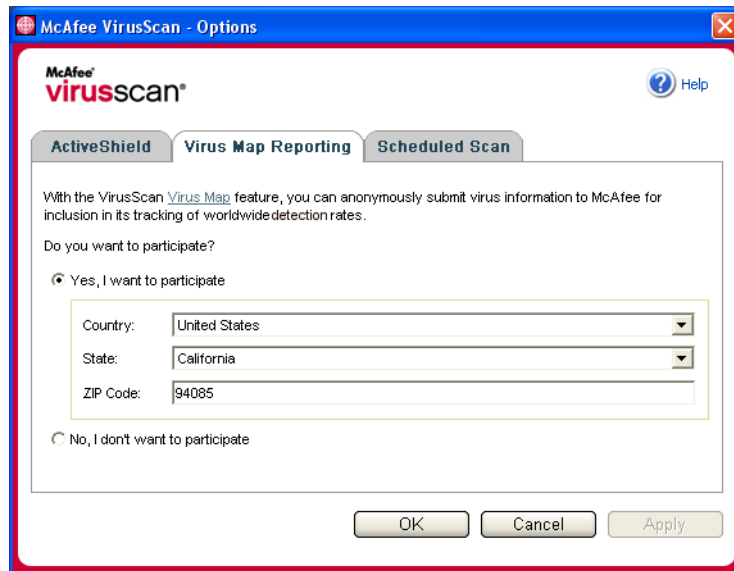 McAfee VirusScan - Options
McAfee®
virusscan®
Help
ActiveShield
Virus Map Reporting
Scheduled Scan
With the VirusScan Virus Map feature, you can anonymously submit virus information to McAfee for
inclusion in its tracking of worldwide detection rates.
Do you want to participate?
Yes, I want to participate
Country: United States
State: California
ZIP Code: 94085
No, I don't want to participate
OK Cancel Apply